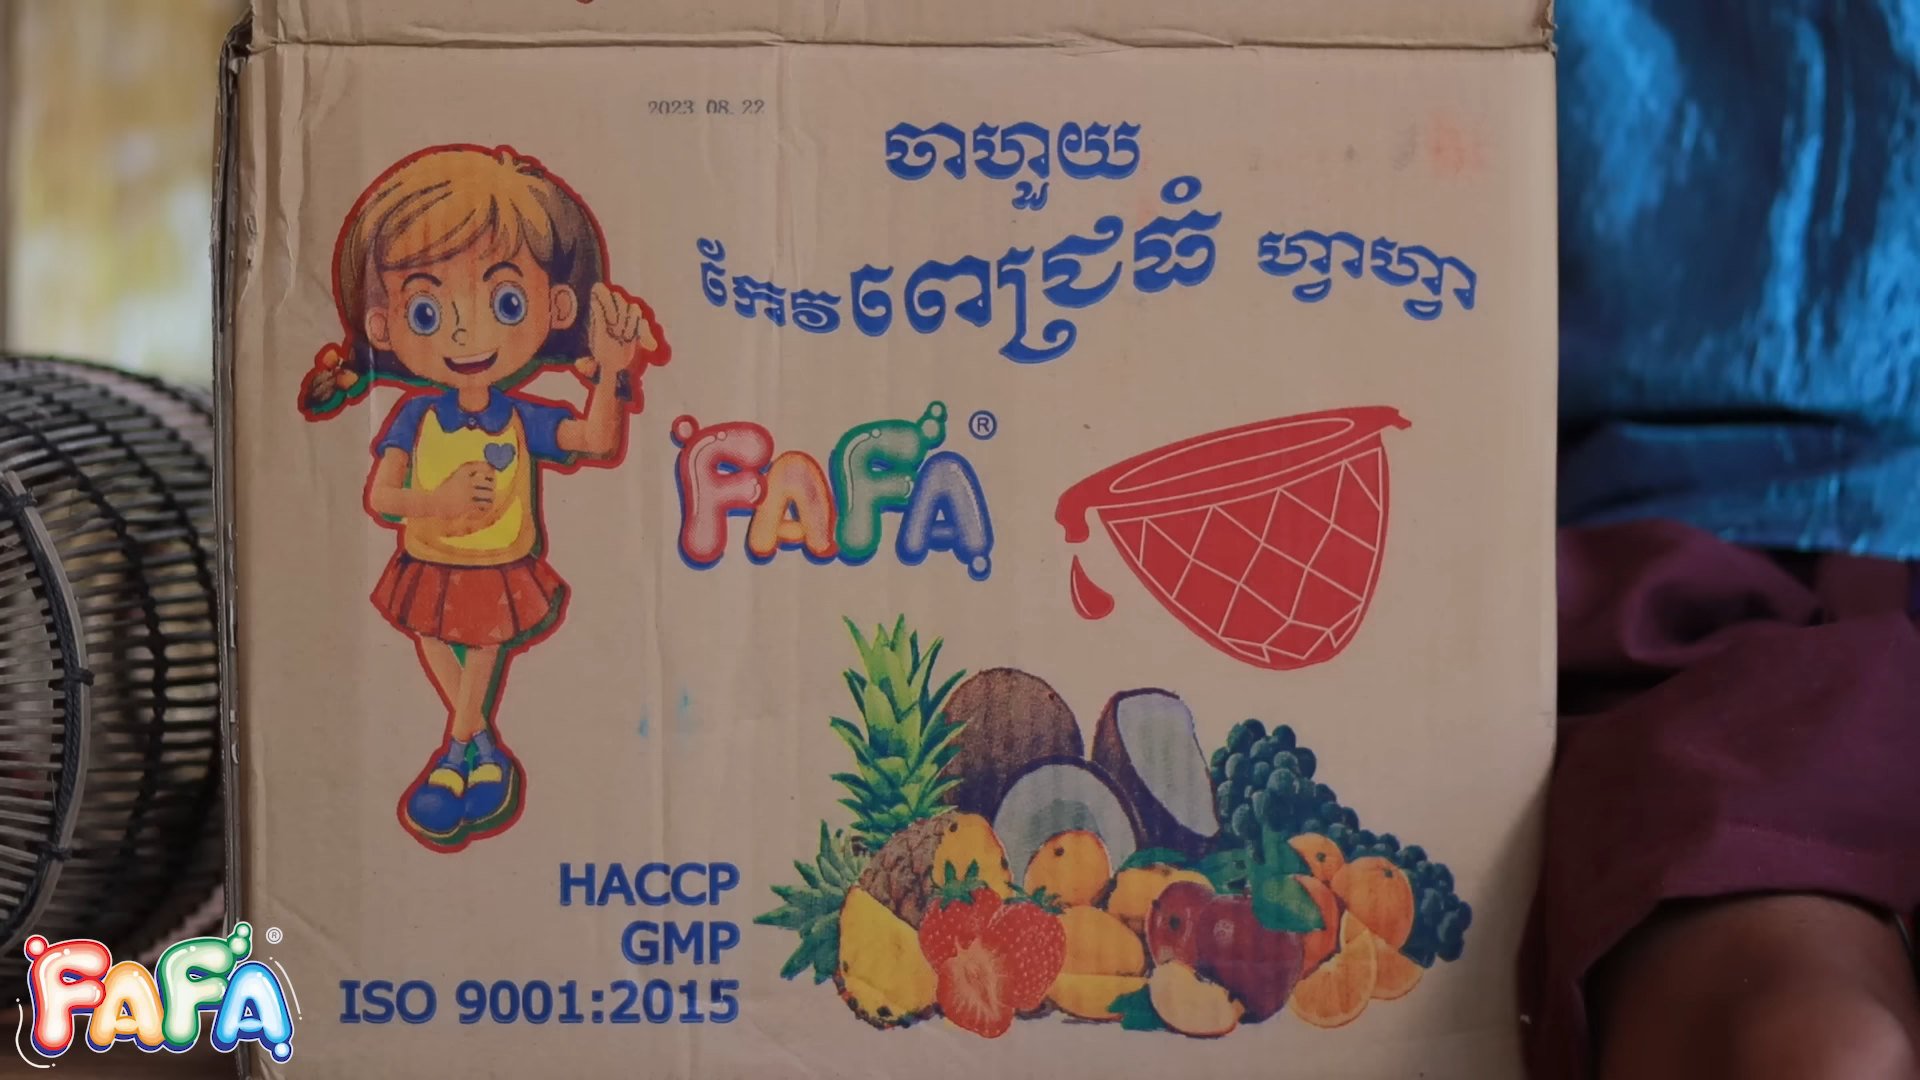 2023 08. 22
ចាហួយ
កែវពេជ្រធំ ហ្វាហ្វា
FAFA ®
HACCP
GMP
ISO 9001:2015
FAFA ®